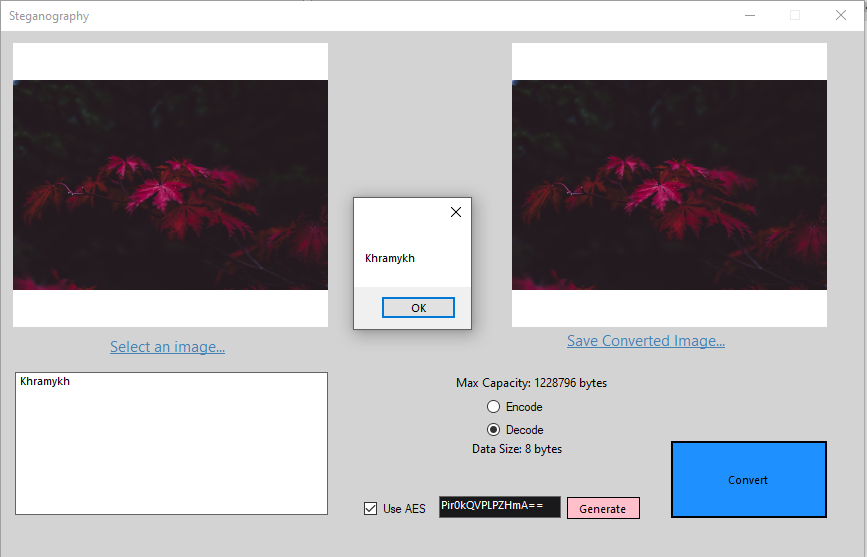 Steganography
Khramykh
OK
Select an image...
Save Converted Image...
Khramykh
Max Capacity: 1228796 bytes
Encode
Decode
Data Size: 8 bytes
Convert
Use AES
Pir0kQVPLPZHmA==
Generate